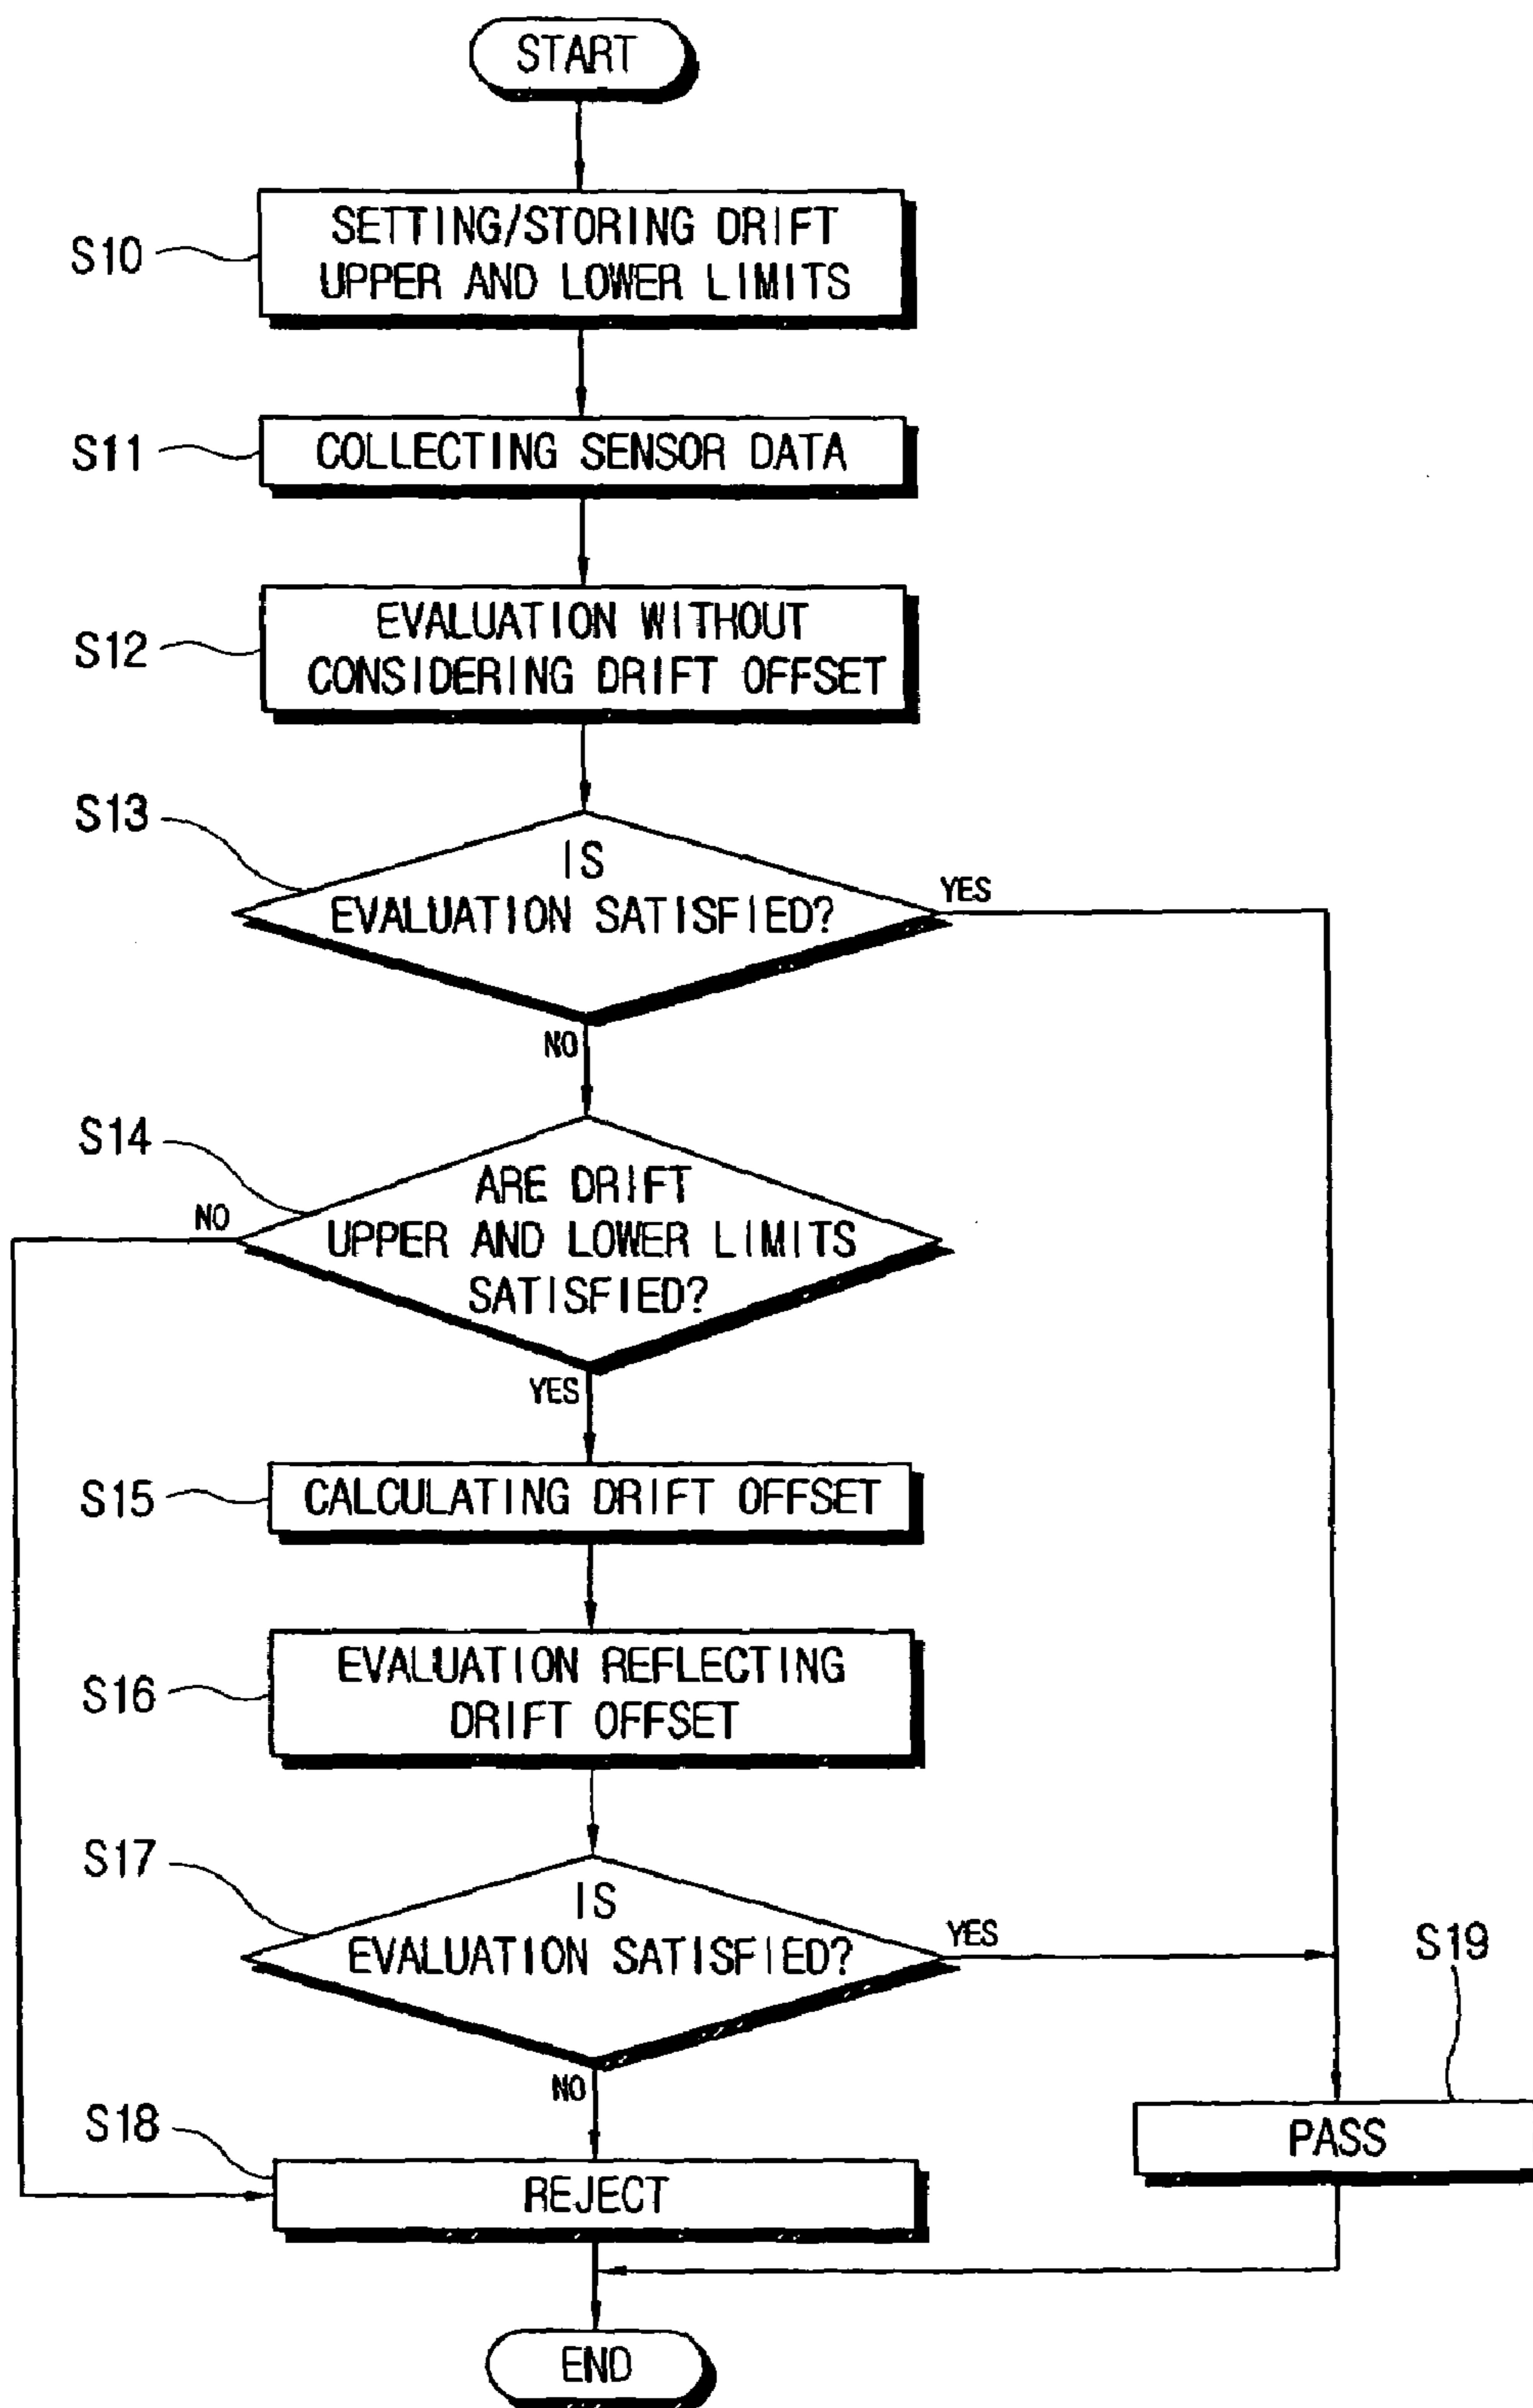 START
S10
SETTING/STORING DRIFT
UPPER AND LOWER LIMITS
S11
COLLECTING SENSOR DATA
S12
EVALUATION WITHOUT
CONSIDERING DRIFT OFFSET
S13
IS
EVALUATION SATISFIED?
YES
NO
S14
ARE DRIFT
UPPER AND LOWER LIMITS
SATISFIED?
NO
YES
S15
CALCULATING DRIFT OFFSET
S16
EVALUATION REFLECTING
DRIFT OFFSET
S17
IS
EVALUATION SATISFIED?
YES
NO
S19
PASS
S18
REJECT
END